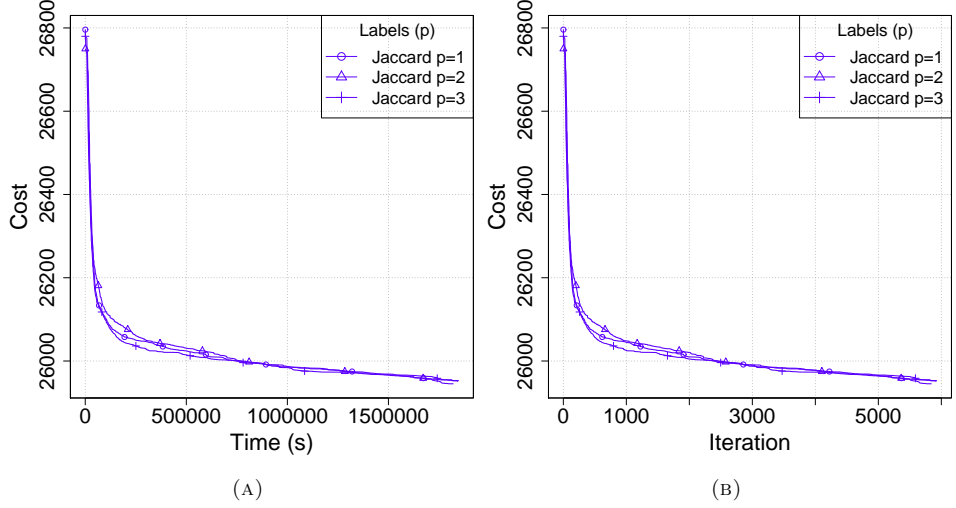 Labels (p)
Jaccard p=1
Jaccard p=2
Jaccard p=3
Cost
26800
26600
26400
26200
26000
0
500000
1000000
1500000
Time (s)
(A)
Labels (p)
Jaccard p=1
Jaccard p=2
Jaccard p=3
Cost
26800
26600
26400
26200
26000
0
1000
3000
5000
Iteration
(B)